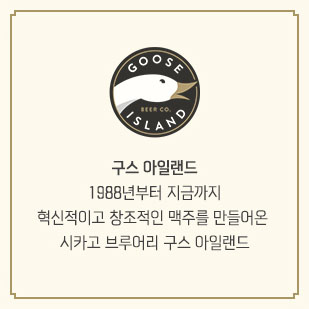 GOOSE
BEER CO.
ISLAND
구스 아일랜드
1988년부터 지금까지
혁신적이고 창조적인 맥주를 만들어온
시카고 브루어리 구스 아일랜드